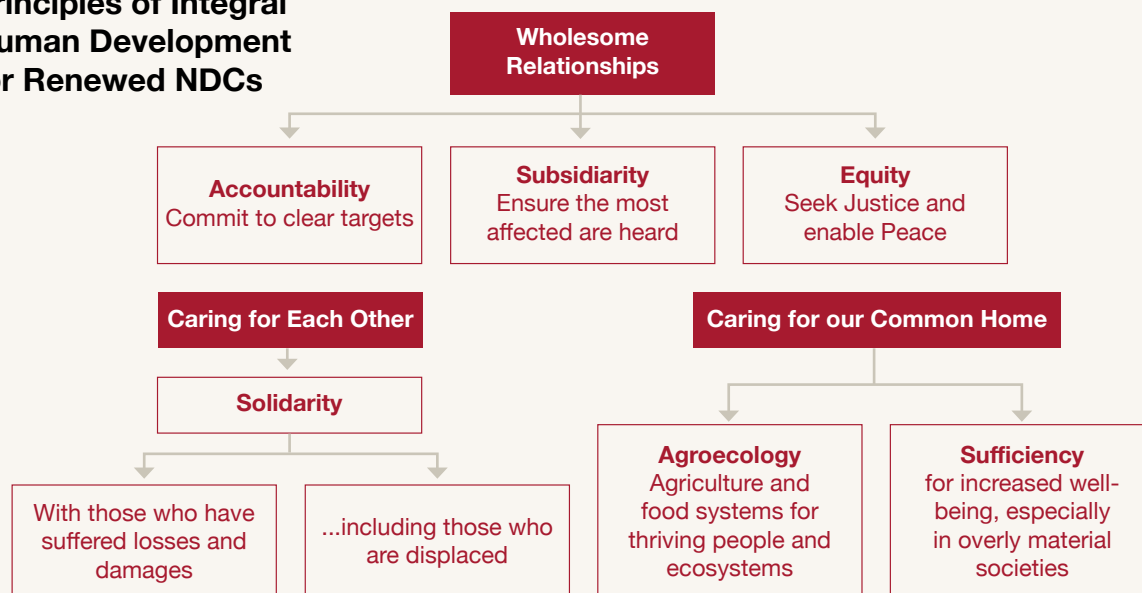 rinciples of Integral
uman Development
r Renewed NDCs
Wholesome
Relationships
Accountability
Commit to clear targets
Subsidiarity
Ensure the most
affected are heard
Equity
Seek Justice and
enable Peace
Caring for Each Other
Caring for our Common Home
Solidarity
With those who have
suffered losses and
damages
...including those who
are displaced
Agroecology
Agriculture and
food systems for
thriving people and
ecosystems
Sufficiency
for increased well-
being, especially
in overly material
societies